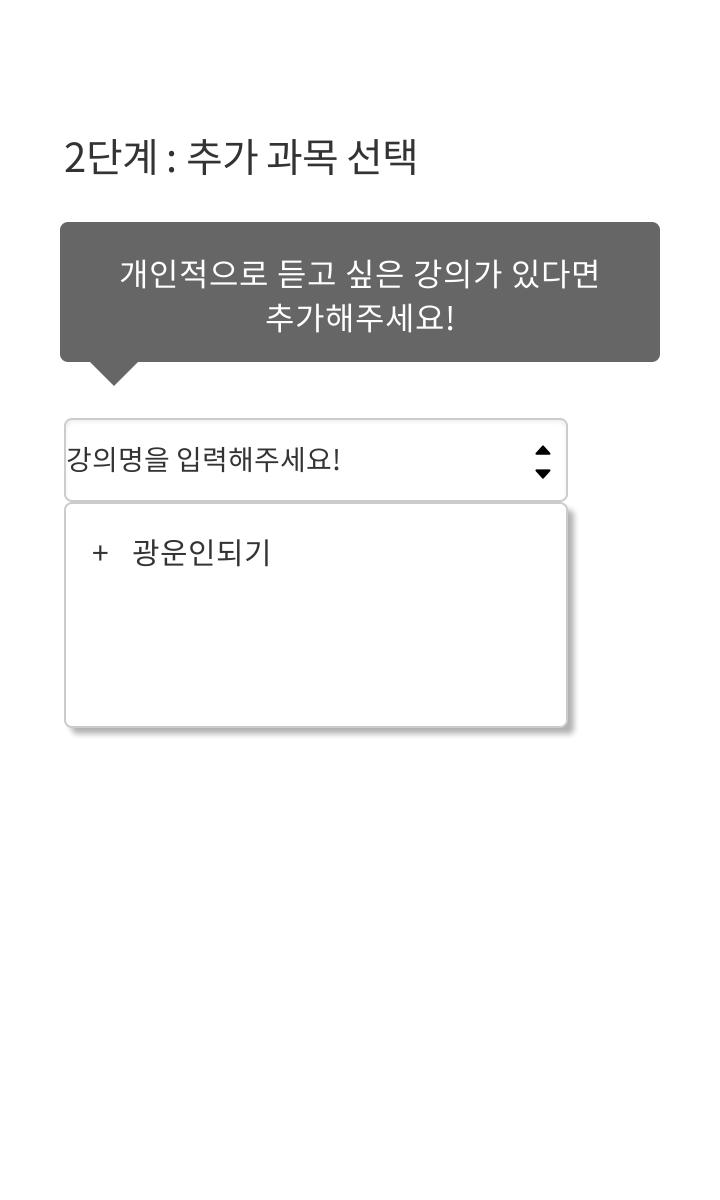 2단계 : 추가 과목 선택
개인적으로 듣고 싶은 강의가 있다면
추가해주세요!
강의명을 입력해주세요!
+ 광운인되기